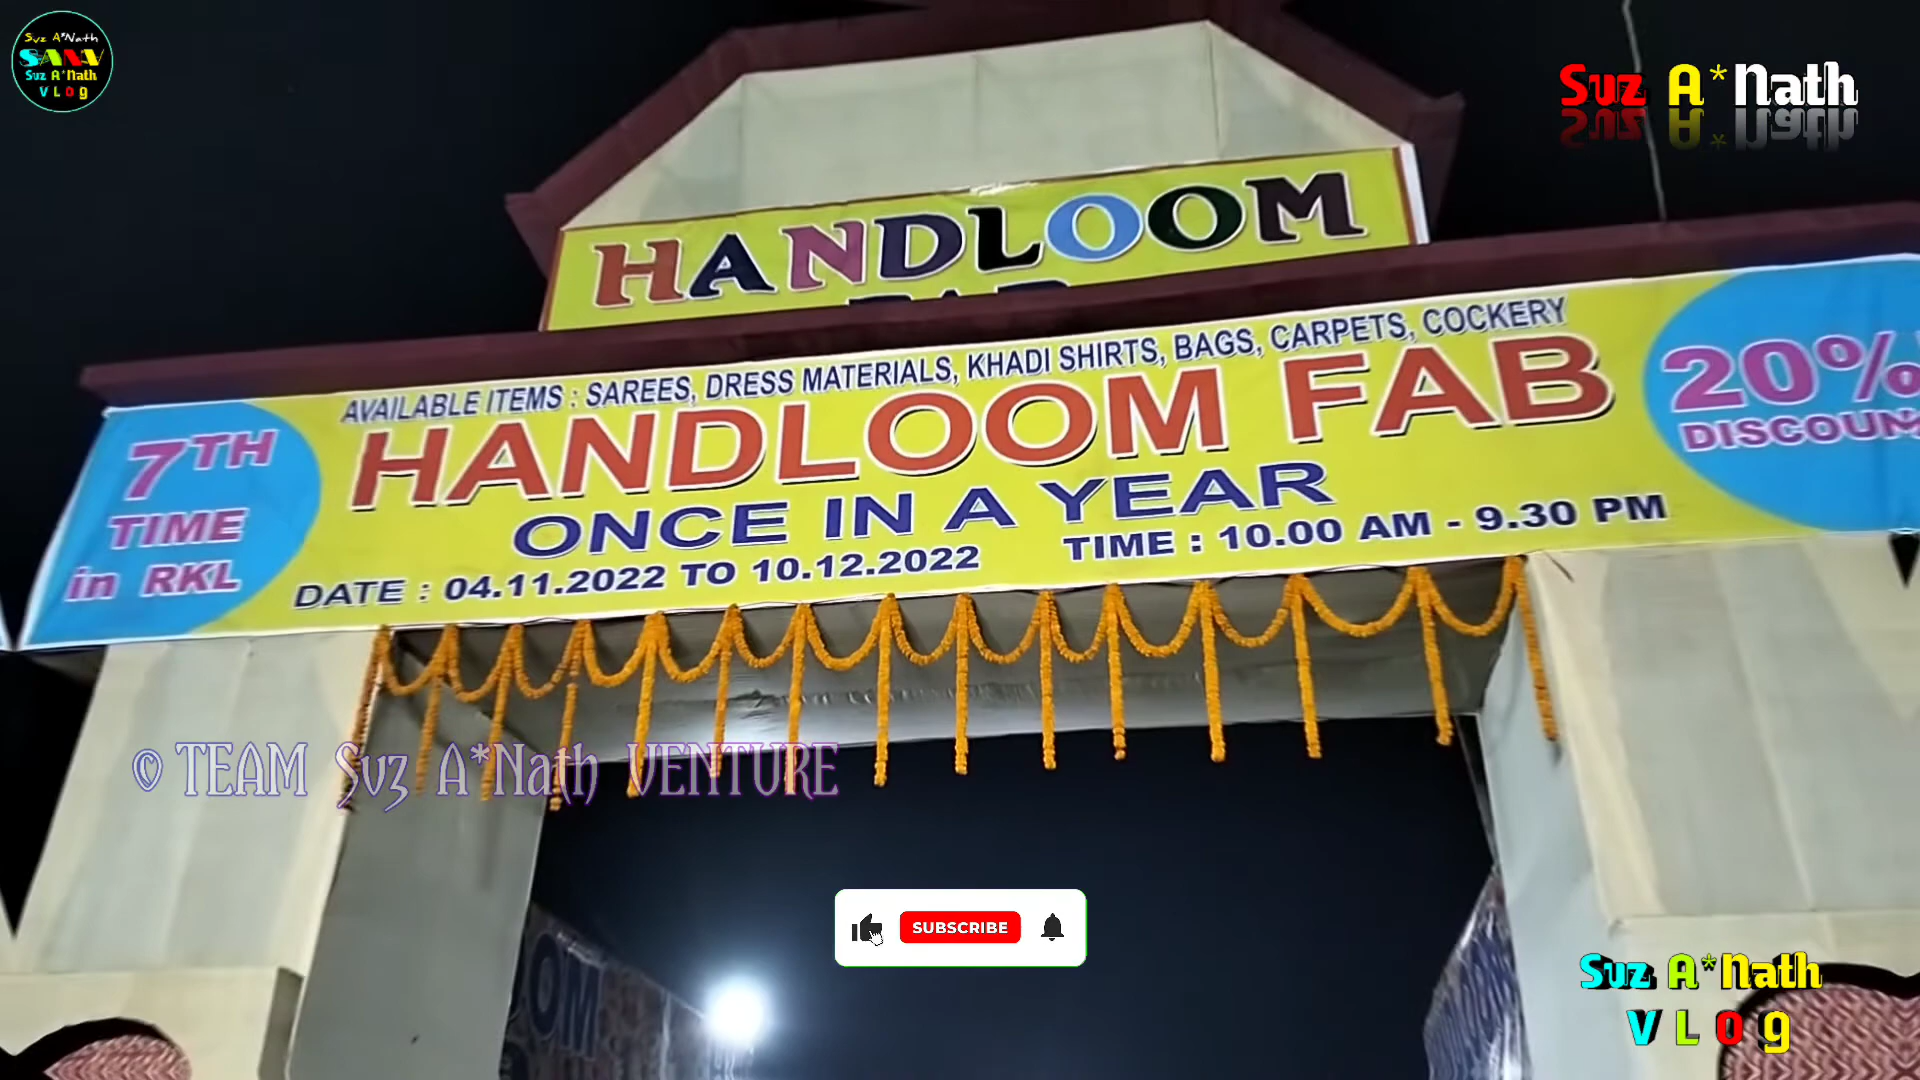 Suz A*Nath
SANV
Suz A*Nath
VLOg
Suz A*Nath
HANDLOOM
AVAILABLE ITEMS : SAREES, DRESS MATERIALS, KHADI SHIRTS, BAGS, CARPETS, COCKERY
HANDLOOM FAB
ONCE IN A YEAR
DATE : 04.11.2022 TO 10.12.2022 TIME : 10.00 AM - 9.30 PM
7TH
TIME
in RKL
20%
DISCOUN
© TEAM Suz A*Nath VENTURE
SUBSCRIBE
Suz A*Nath
VLOg